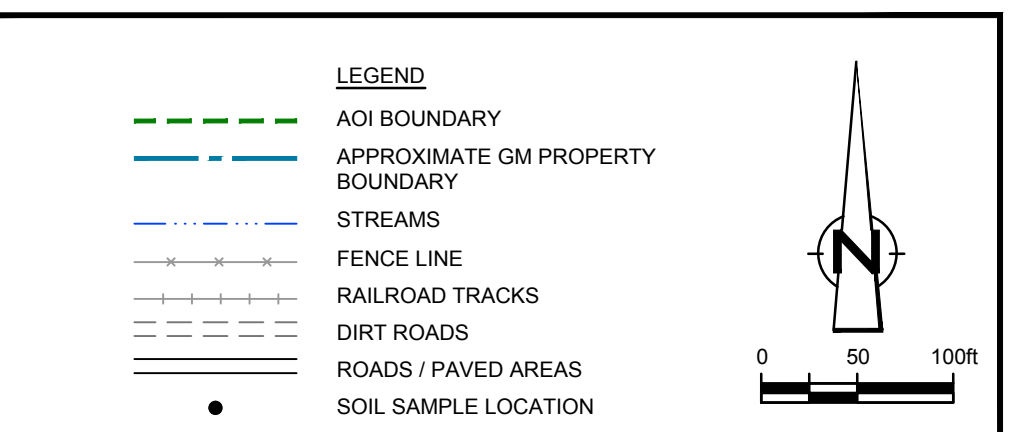 LEGEND
AOI BOUNDARY
APPROXIMATE GM PROPERTY
BOUNDARY
STREAMS
FENCE LINE
RAILROAD TRACKS
DIRT ROADS
ROADS / PAVED AREAS
SOIL SAMPLE LOCATION
N
0 50 100ft